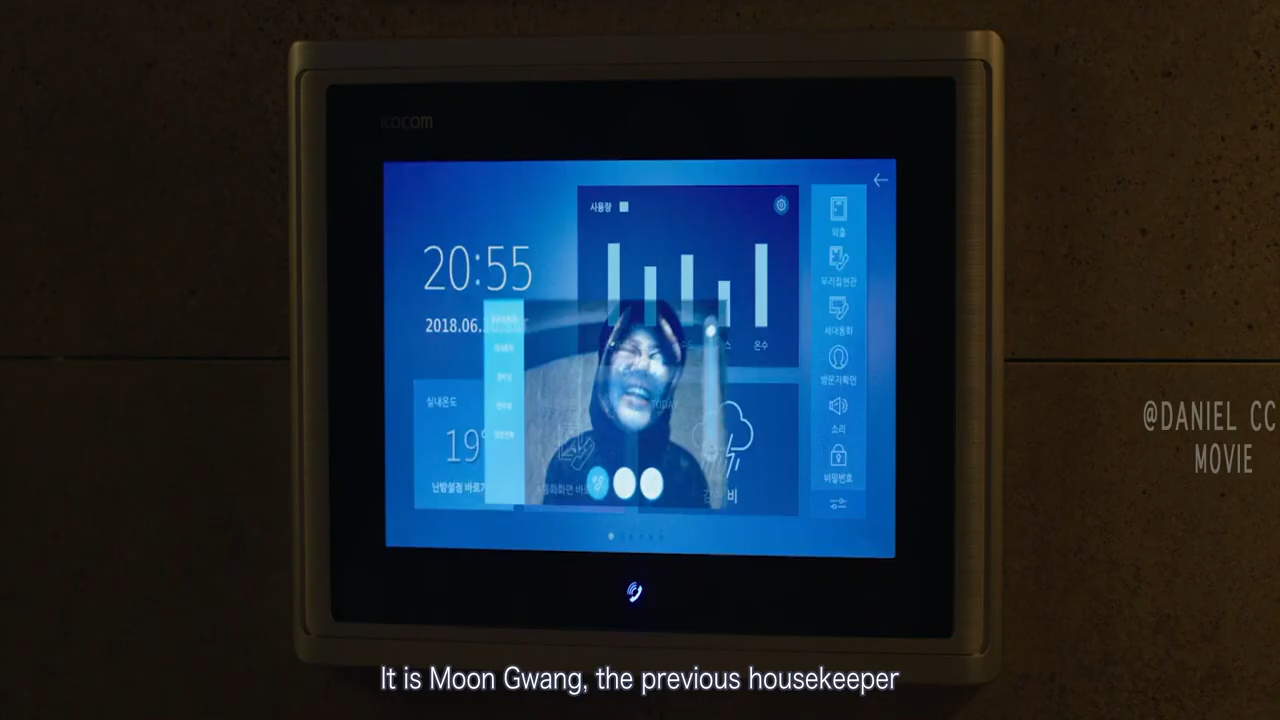 KOCOM
사용량
20:55
2018.06.
온수
실내온도
19°
난방설정 바로가
TODAY
비
외출
우리집현관
세대통화
방문자확인
소리
비밀번호
@DANIEL CC
MOVIE
It is Moon Gwang, the previous housekeeper